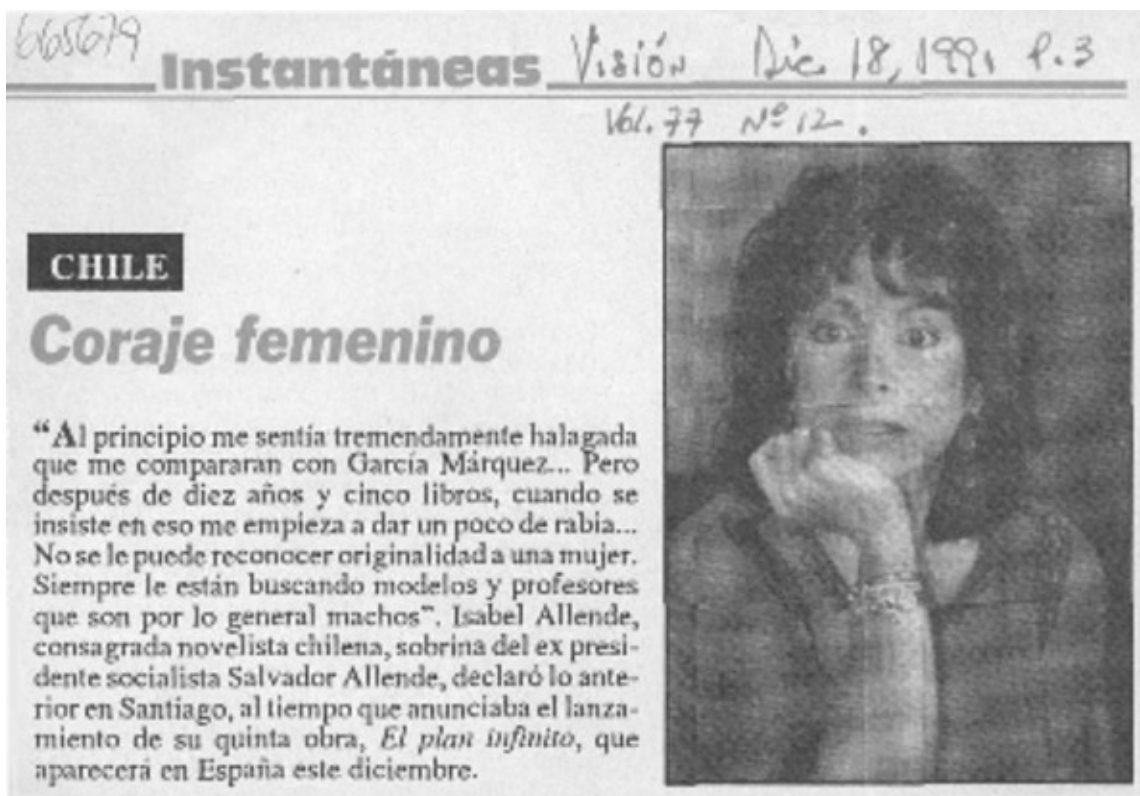 665679
Instantáneas Visión Dic. 18, 1991 P.3
Vol. 77 Nº 12.
CHILE
Coraje femenino
“Al principio me sentía tremendamente halagada
que me compararan con García Márquez... Pero
después de diez años y cinco libros, cuando se
insiste en eso me empieza a dar un poco de rabia...
No se le puede reconocer originalidad a una mujer.
Siempre le están buscando modelos y profesores
que son por lo general machos”. Isabel Allende,
consagrada novelista chilena, sobrina del ex presi-
dente socialista Salvador Allende, declaró lo ante-
rior en Santiago, al tiempo que anunciaba el lanza-
miento de su quinta obra, El plan infinito, que
aparecerá en España este diciembre.